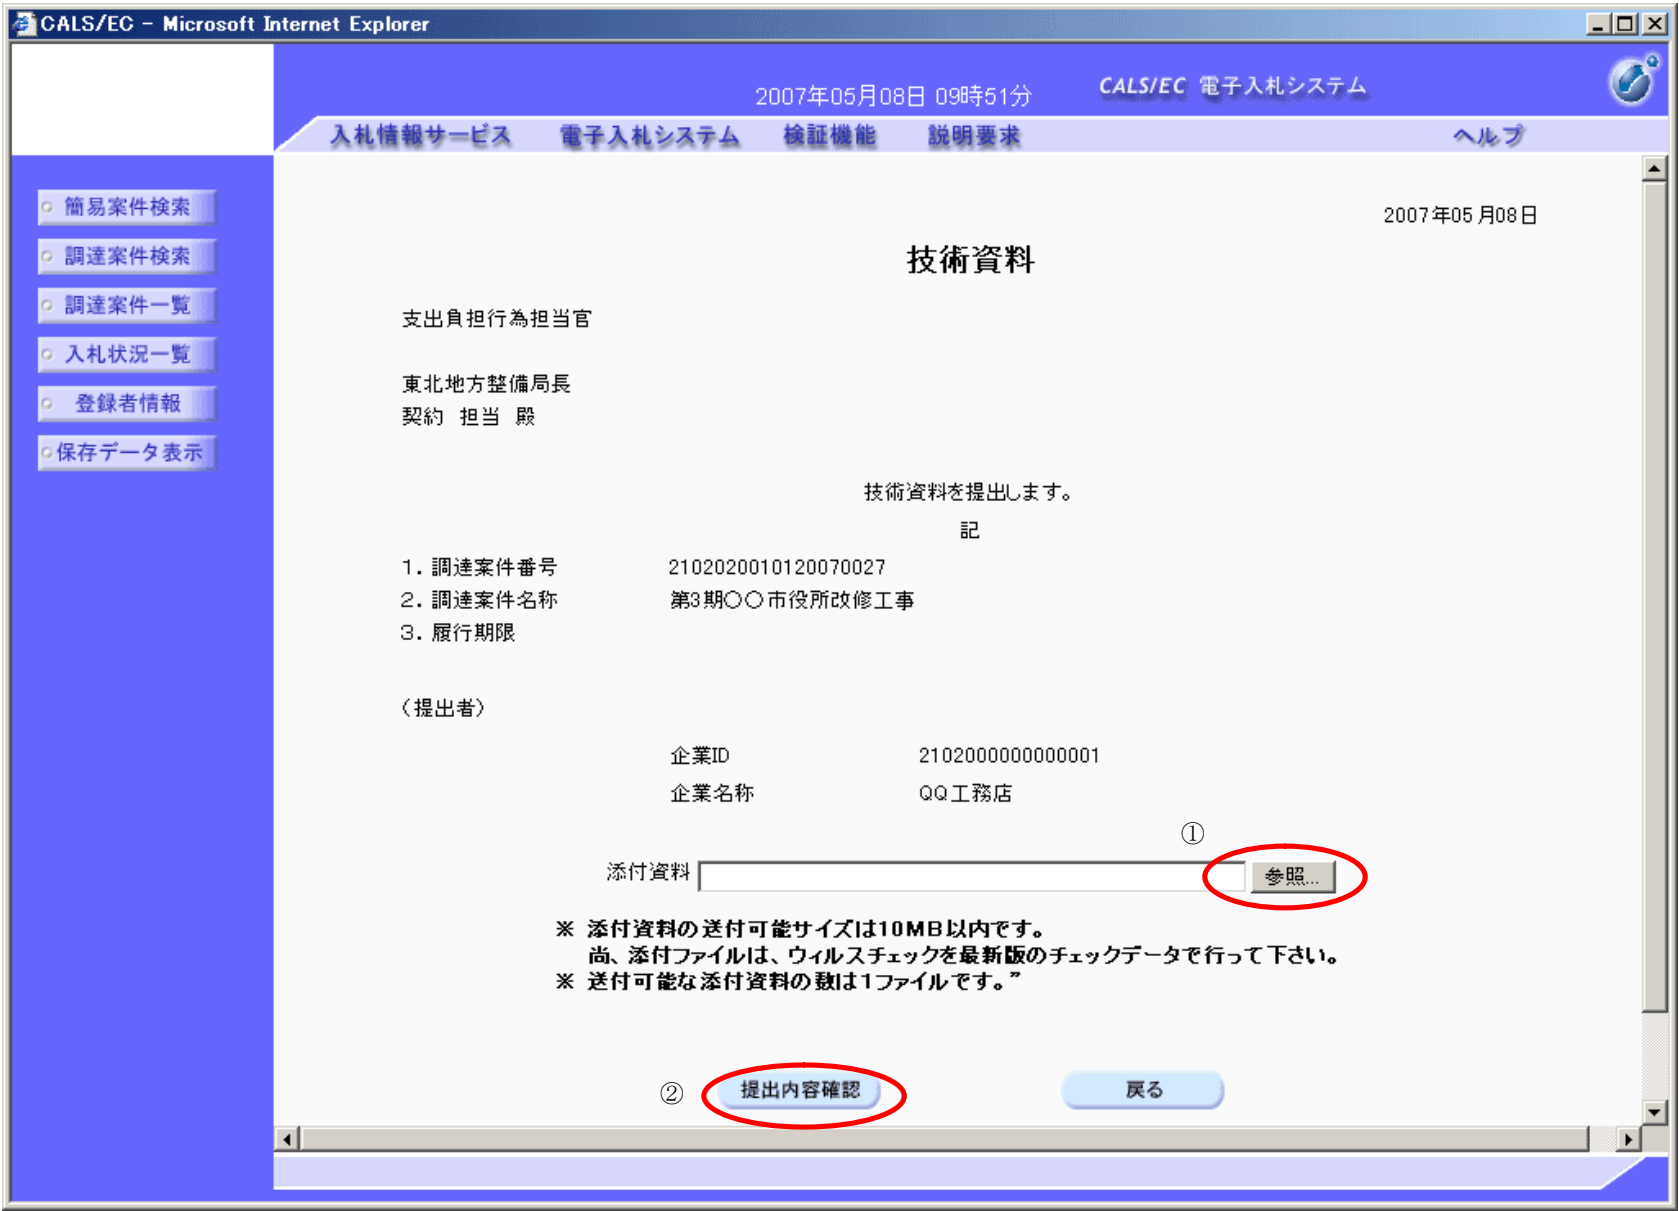 CALS/EC - Microsoft Internet Explorer
2007年05月08日 09時51分
CALS/EC 電子入札システム
入札情報サービス 電子入札システム 検証機能 説明要求 ヘルプ
簡易案件検索
調達案件検索
調達案件一覧
入札状況一覧
登録者情報
保存データ表示
2007年05月08日
技術資料
支出負担行為担当官
東北地方整備局長
契約 担当 殿
技術資料を提出します。
記
1.調達案件番号 2102020010120070027
2.調達案件名称 第3期〇〇市役所改修工事
3.履行期限
(提出者)
企業ID 2102000000000001
企業名称 QQ工務店
①
添付資料 参照...
※ 添付資料の送付可能サイズは10MB以内です。
尚、添付ファイルは、ウィルスチェックを最新版のチェックデータで行って下さい。
※ 送付可能な添付資料の数は1ファイルです。”
② 提出内容確認 戻る